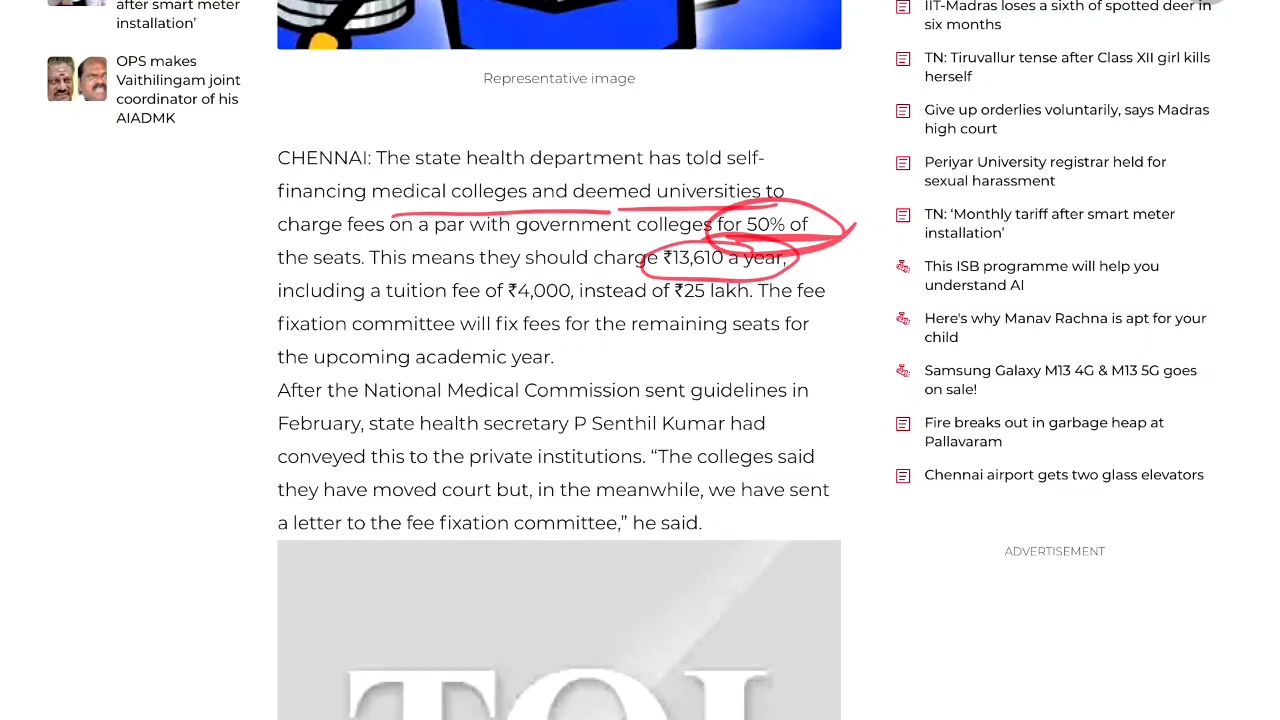 after smart meter
installation’
OPS makes
Vaithilingam joint
coordinator of his
AIADMK
Representative image
CHENNAI: The state health department has told self-
financing medical colleges and deemed universities to
charge fees on a par with government colleges for 50% of
the seats. This means they should charge ₹13,610 a year,
including a tuition fee of ₹4,000, instead of ₹25 lakh. The fee
fixation committee will fix fees for the remaining seats for
the upcoming academic year.
After the National Medical Commission sent guidelines in
February, state health secretary P Senthil Kumar had
conveyed this to the private institutions. “The colleges said
they have moved court but, in the meanwhile, we have sent
a letter to the fee fixation committee,” he said.
TOI
IIT-Madras loses a sixth of spotted deer in
six months
TN: Tiruvallur tense after Class XII girl kills
herself
Give up orderlies voluntarily, says Madras
high court
Periyar University registrar held for
sexual harassment
TN: ‘Monthly tariff after smart meter
installation’
This ISB programme will help you
understand AI
Here's why Manav Rachna is apt for your
child
Samsung Galaxy M13 4G & M13 5G goes
on sale!
Fire breaks out in garbage heap at
Pallavaram
Chennai airport gets two glass elevators
ADVERTISEMENT